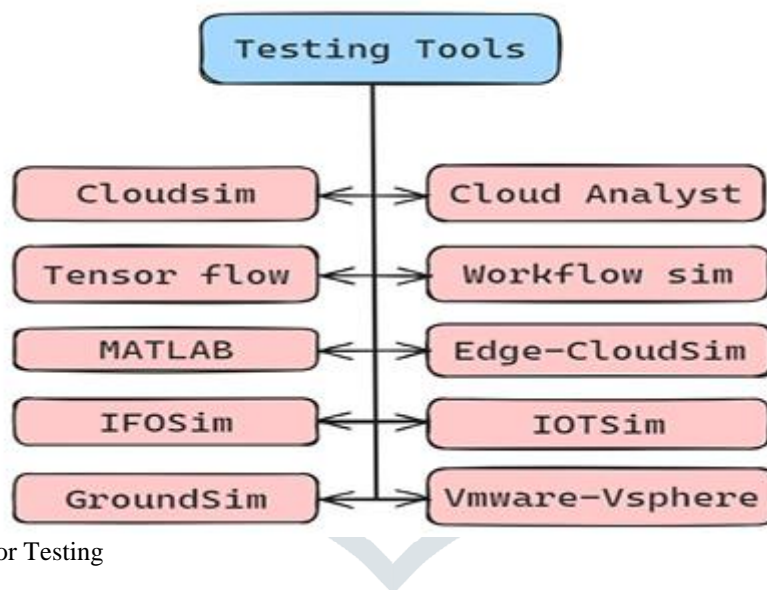 Testing Tools
Cloudsim
Cloud Analyst
Tensor flow
Workflow sim
MATLAB
Edge-CloudSim
IFOSim
IOTSim
GroundSim
Vmware-Vsphere
or Testing